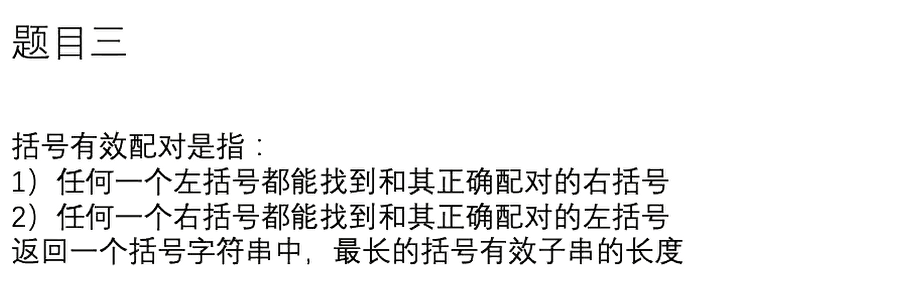 题目三
括号有效配对是指：
1）任何一个左括号都能找到和其正确配对的右括号
2）任何一个右括号都能找到和其正确配对的左括号
返回一个括号字符串中，最长的括号有效子串的长度